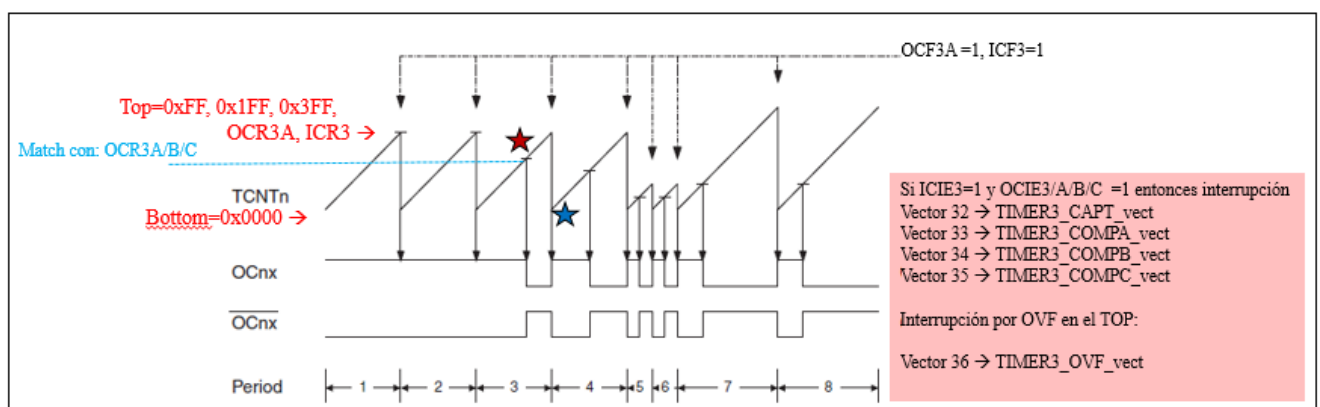 OCF3A =1, ICF3=1
Top=0xFF, 0x1FF, 0x3FF,
OCR3A, ICR3 →
Match con: OCR3A/B/C
TCNTn
Bottom=0x0000 →
OCnx
OCnx
Period
1 2 3 4 5 6 7 8
Si ICIE3=1 y OCIE3/A/B/C =1 entonces interrupción
Vector 32 → TIMER3_CAPT_vect
Vector 33 → TIMER3_COMPA_vect
Vector 34 → TIMER3_COMPB_vect
Vector 35 → TIMER3_COMPC_vect
Interrupción por OVF en el TOP:
Vector 36 → TIMER3_OVF_vect